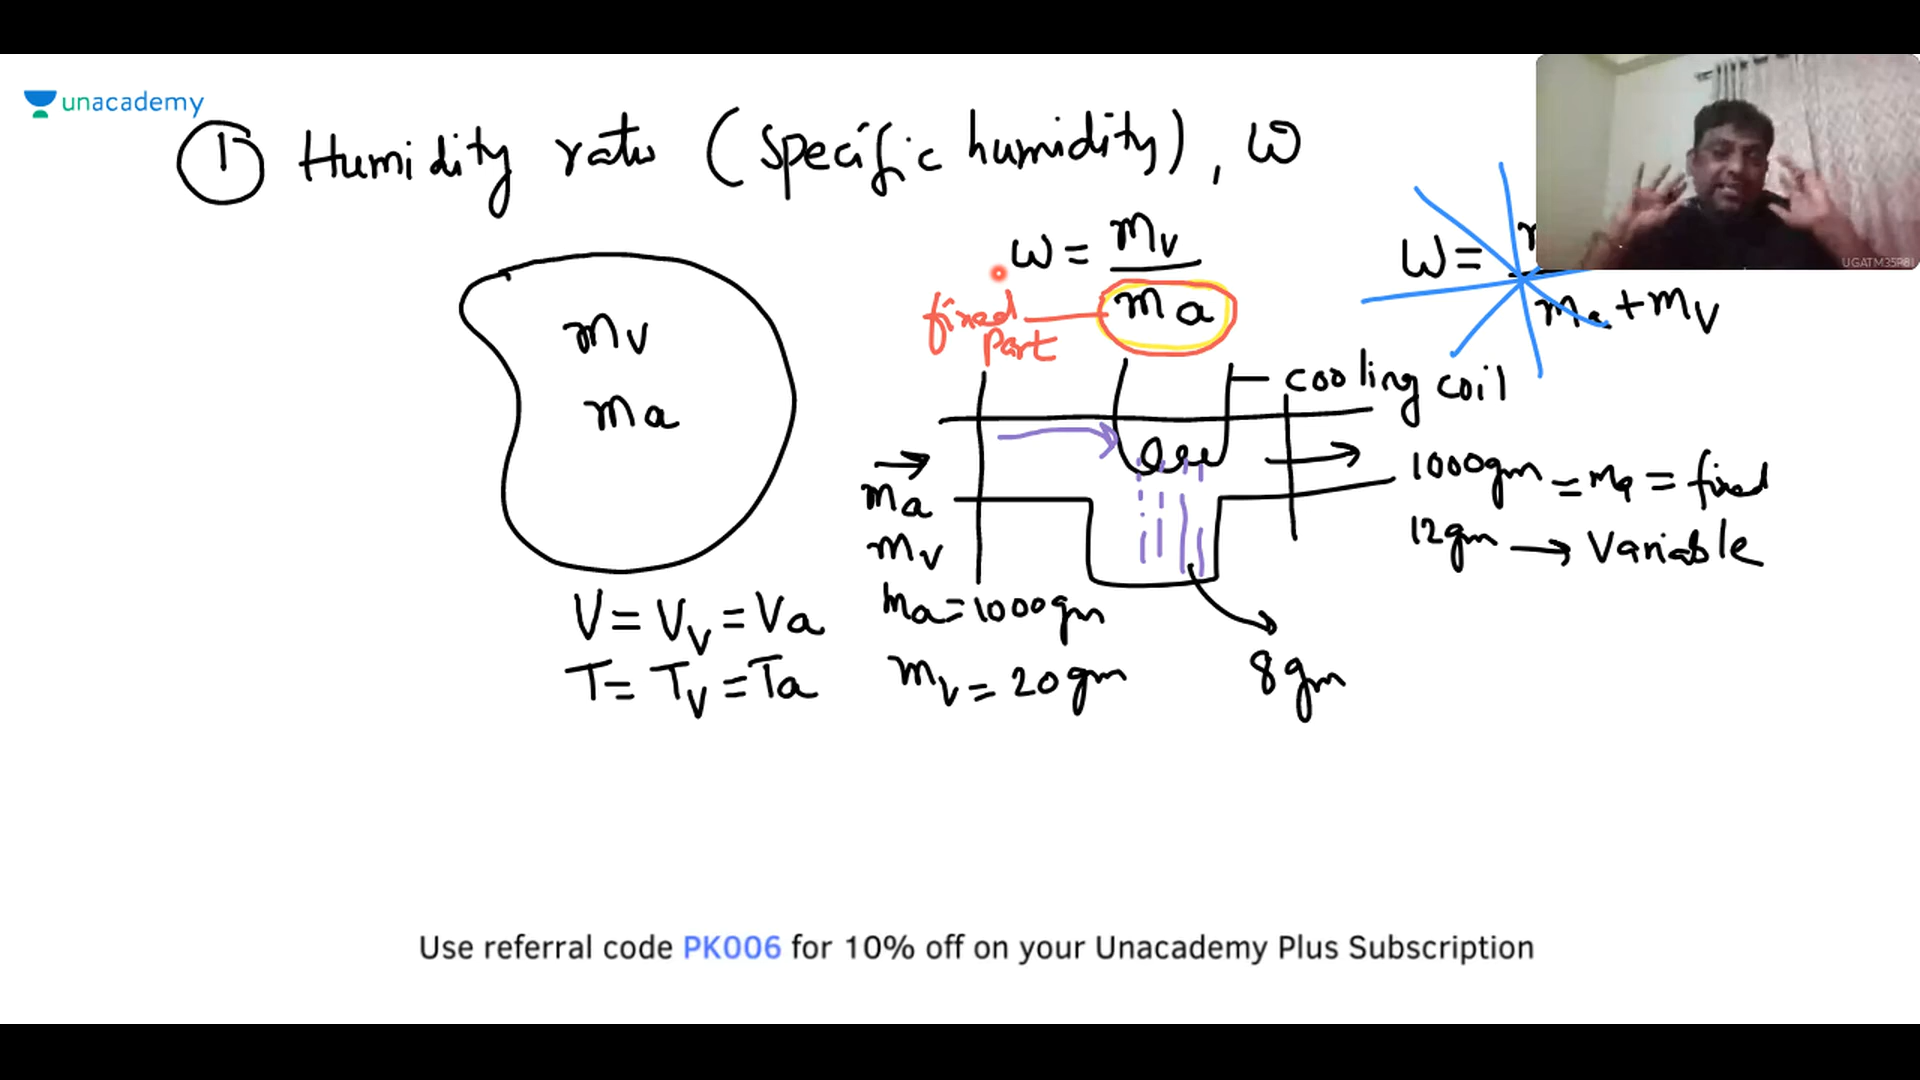 unacademy
① Humidity ratio (specific humidity), ω
ω = mv / ma
ω = / ma + mv
fixed part
mv
ma
cooling coil
ma
mv
1000gm = ma = fixed
12gm → Variable
V = Vv = Va
T = Tv = Ta
ma = 1000gm
mv = 20gm
8gm
UGATM35P8I
Use referral code PK006 for 10% off on your Unacademy Plus Subscription